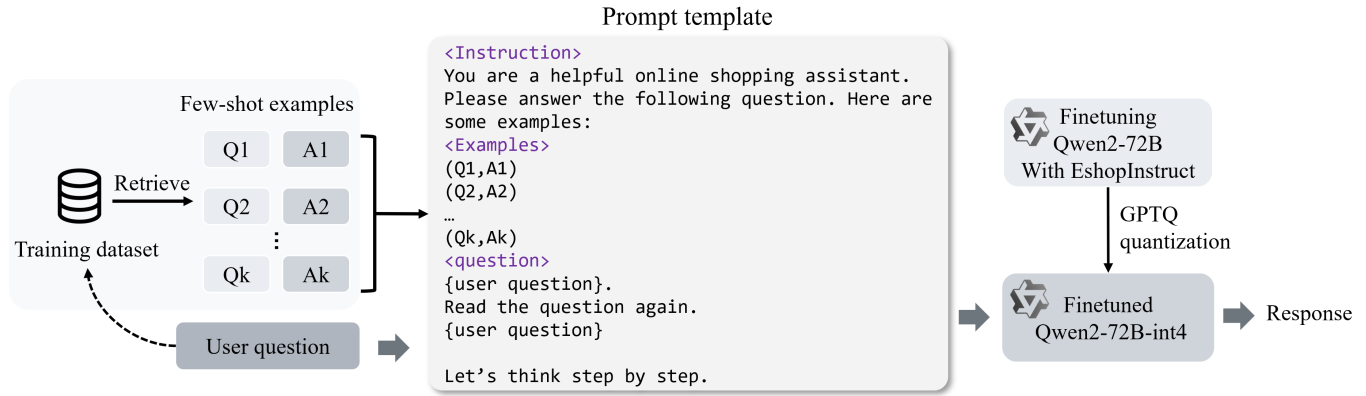 Prompt template
Few-shot examples
Q1 A1
Retrieve
Q2 A2
⋮
Training dataset
Qk Ak
User question
<Instruction>
You are a helpful online shopping assistant.
Please answer the following question. Here are
some examples:
<Examples>
(Q1,A1)
(Q2,A2)
…
(Qk,Ak)
<question>
{user question}.
Read the question again.
{user question}
Let’s think step by step.
Finetuning
Qwen2-72B
With EshopInstruct
GPTQ
quantization
Finetuned
Qwen2-72B-int4
Response